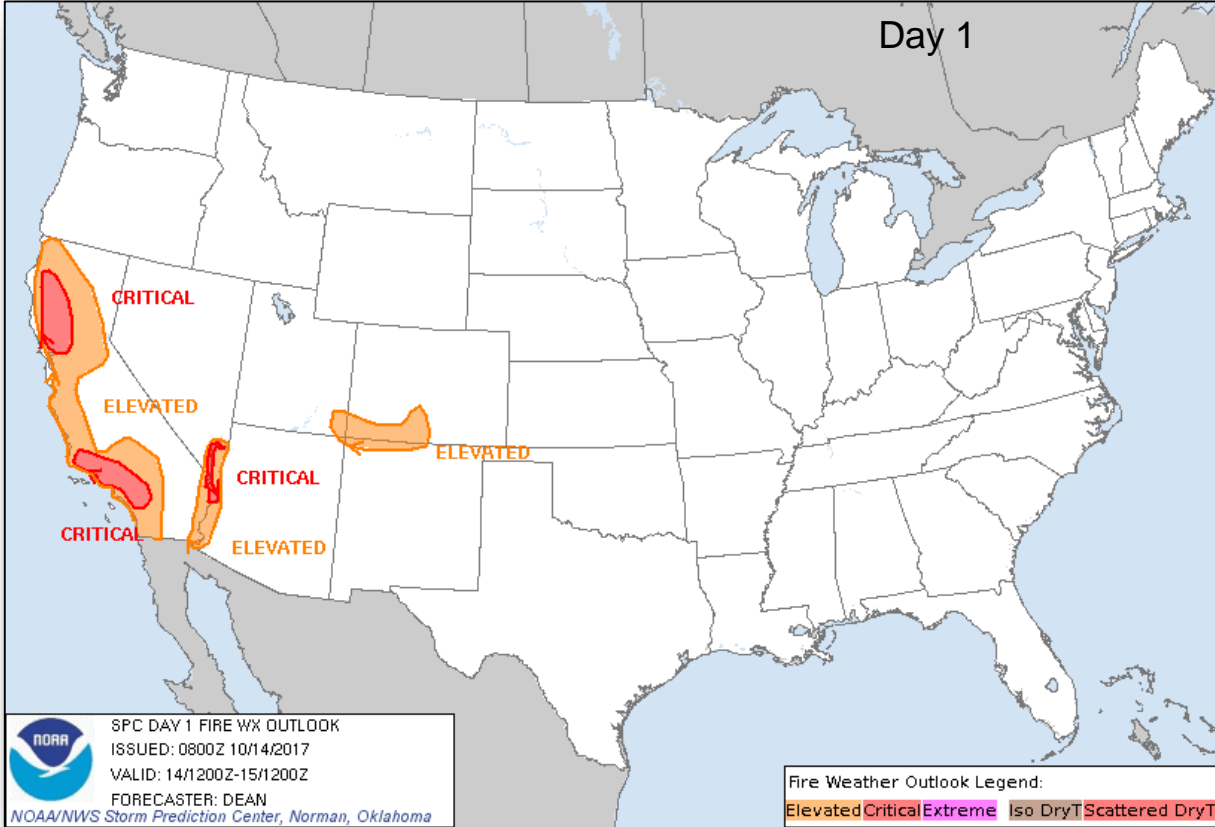 Day 1
CRITICAL
ELEVATED
ELEVATED
CRITICAL
CRITICAL
ELEVATED
NOAA
SPC DAY 1 FIRE WX OUTLOOK
ISSUED: 0800Z 10/14/2017
VALID: 14/1200Z-15/1200Z
FORECASTER: DEAN
NOAA/NWS Storm Prediction Center, Norman, Oklahoma
Fire Weather Outlook Legend:
Elevated Critical Extreme Iso DryT Scattered DryT